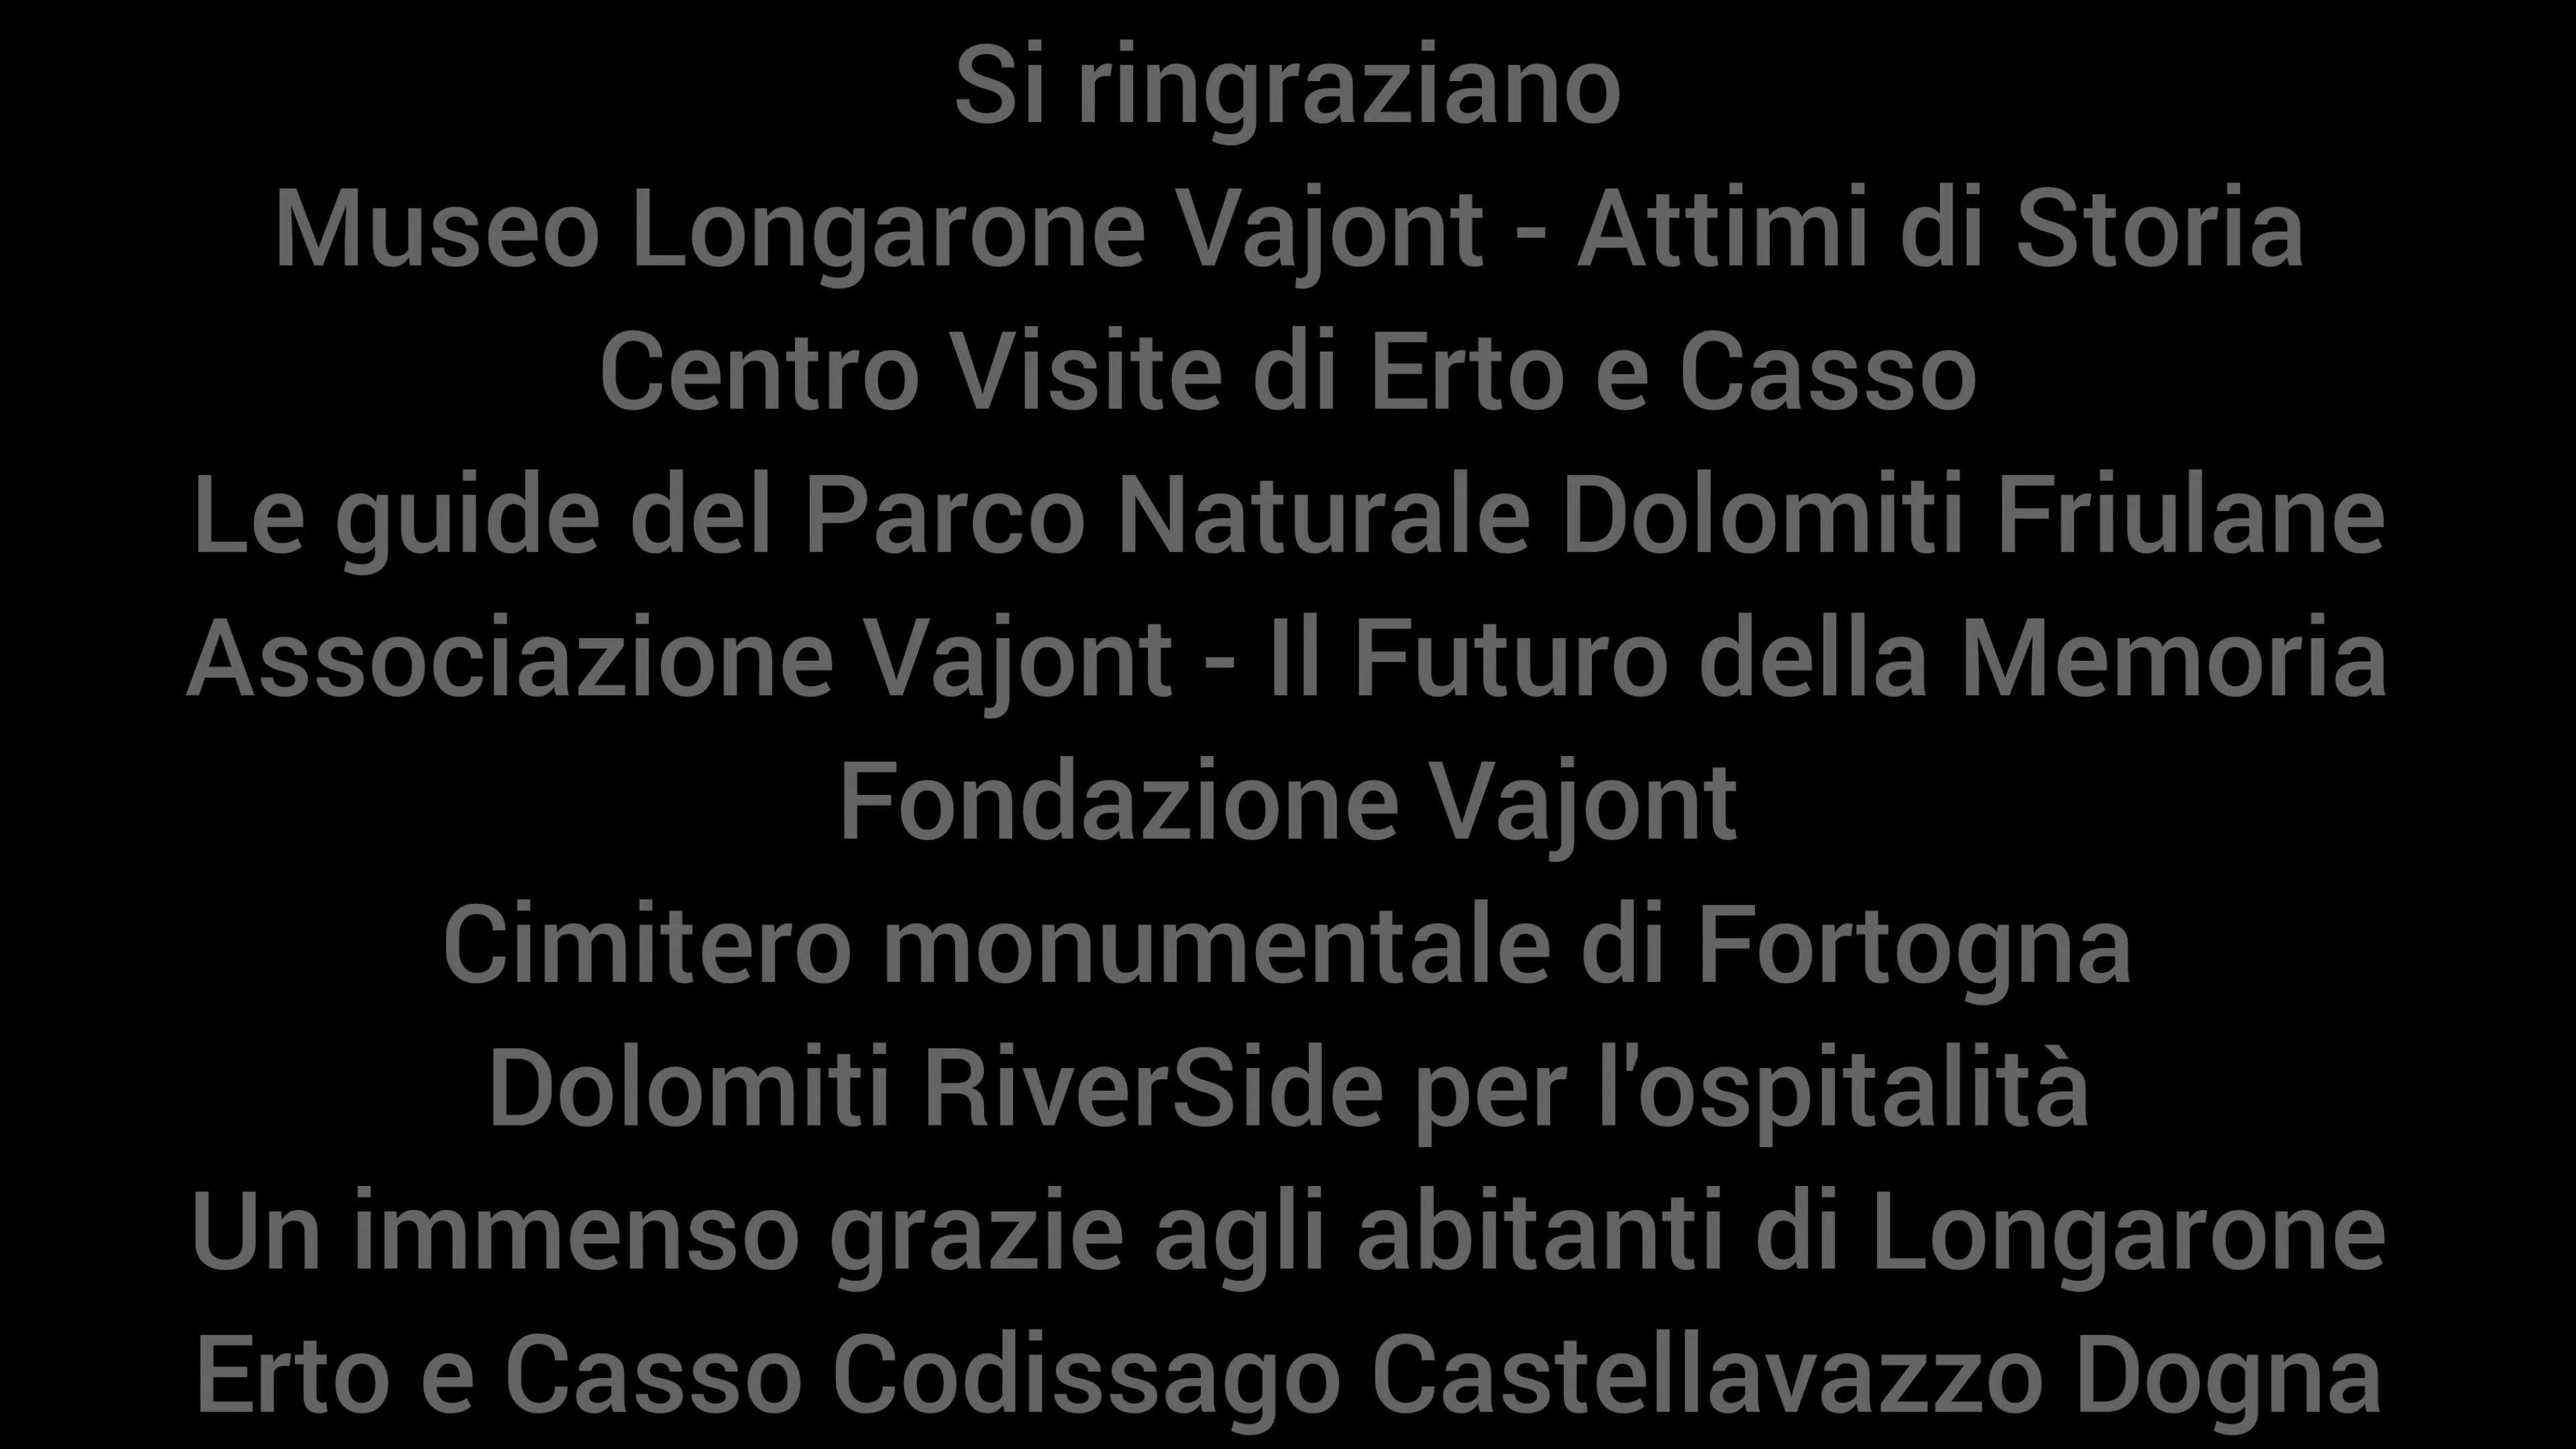 Si ringraziano
Museo Longarone Vajont - Attimi di Storia
Centro Visite di Erto e Casso
Le guide del Parco Naturale Dolomiti Friulane
Associazione Vajont - Il Futuro della Memoria
Fondazione Vajont
Cimitero monumentale di Fortogna
Dolomiti RiverSide per l'ospitalità
Un immenso grazie agli abitanti di Longarone
Erto e Casso Codissago Castellavazzo Dogna